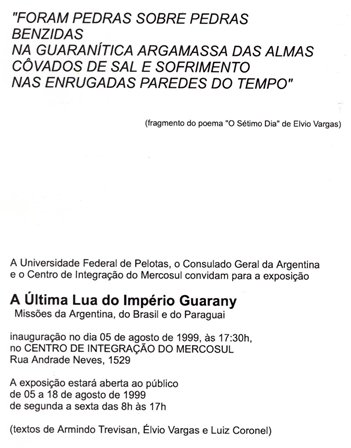 "FORAM PEDRAS SOBRE PEDRAS
BENZIDAS
NA GUARANÍTICA ARGAMASSA DAS ALMAS
CÔVADOS DE SAL E SOFRIMENTO
NAS ENRUGADAS PAREDES DO TEMPO"
(fragmento do poema "O Sétimo Dia" de Elvio Vargas)
A Universidade Federal de Pelotas, o Consulado Geral da Argentina
e o Centro de Integração do Mercosul convidam para a exposição
A Última Lua do Império Guarany
Missões da Argentina, do Brasil e do Paraguai
inauguração no dia 05 de agosto de 1999, às 17:30h,
no CENTRO DE INTEGRAÇÃO DO MERCOSUL
Rua Andrade Neves, 1529
A exposição estará aberta ao público
de 05 a 18 de agosto de 1999
de segunda a sexta das 8h às 17h
(textos de Armindo Trevisan, Élvio Vargas e Luiz Coronel)